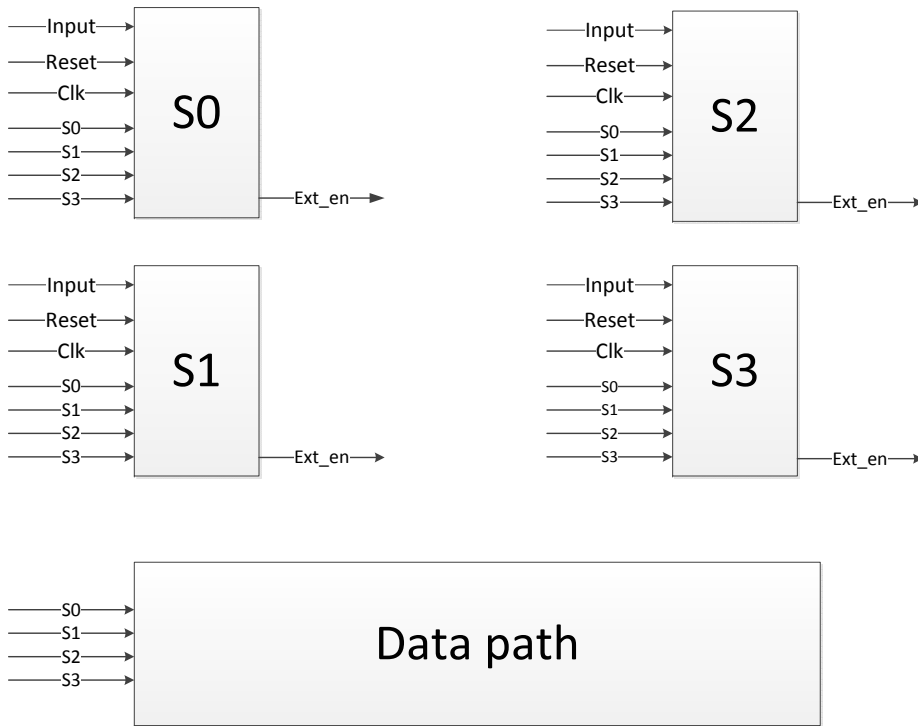 Input
Reset
Clk
S0
S1
S2
S3
S0
Ext_en
Input
Reset
Clk
S0
S1
S2
S3
S2
Ext_en
Input
Reset
Clk
S0
S1
S2
S3
S1
Ext_en
Input
Reset
Clk
S0
S1
S2
S3
S3
Ext_en
S0
S1
S2
S3
Data path